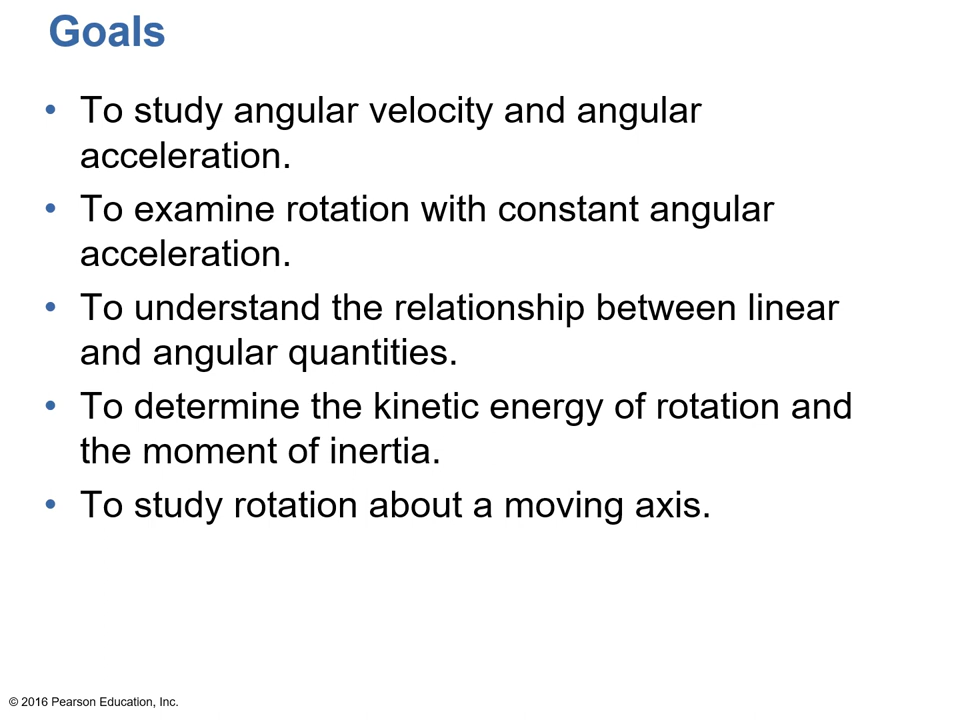 Goals
• To study angular velocity and angular
acceleration.
• To examine rotation with constant angular
acceleration.
• To understand the relationship between linear
and angular quantities.
• To determine the kinetic energy of rotation and
the moment of inertia.
• To study rotation about a moving axis.
© 2016 Pearson Education, Inc.